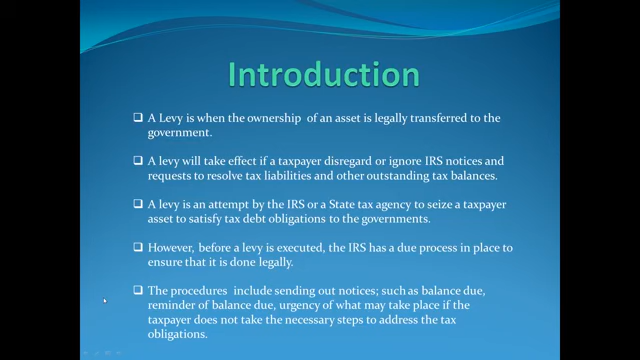 Introduction
❑ A Levy is when the ownership of an asset is legally transferred to the
government.
❑ A levy will take effect if a taxpayer disregard or ignore IRS notices and
requests to resolve tax liabilities and other outstanding tax balances.
❑ A levy is an attempt by the IRS or a State tax agency to seize a taxpayer
asset to satisfy tax debt obligations to the governments.
❑ However, before a levy is executed, the IRS has a due process in place to
ensure that it is done legally.
❑ The procedures include sending out notices; such as balance due,
reminder of balance due, urgency of what may take place if the
taxpayer does not take the necessary steps to address the tax
obligations.